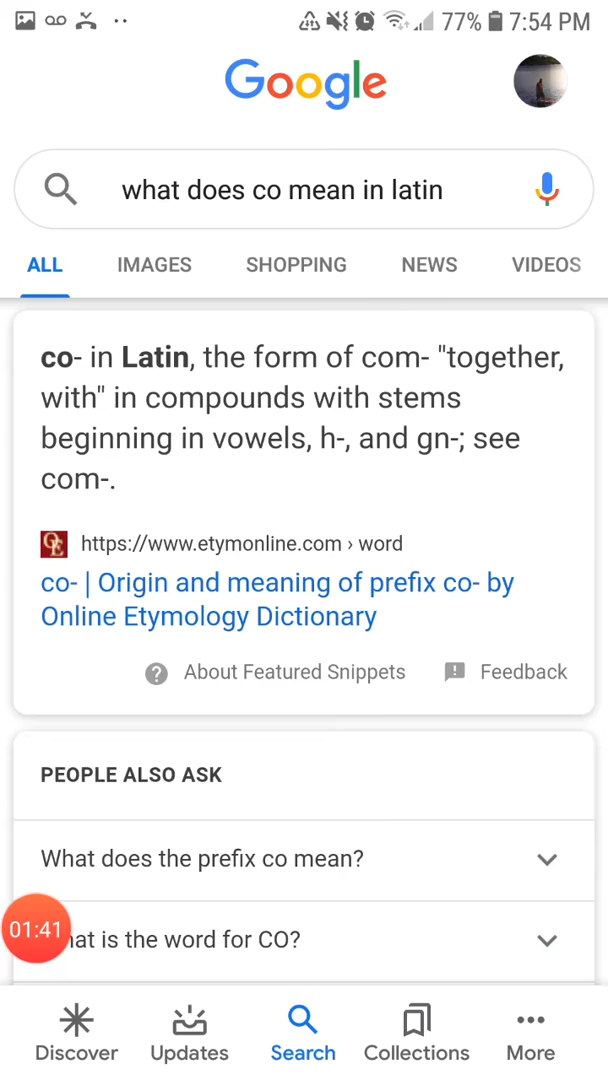 77% 7:54 PM
Google
what does co mean in latin
ALL IMAGES SHOPPING NEWS VIDEOS
co- in Latin, the form of com- "together,
with" in compounds with stems
beginning in vowels, h-, and gn-; see
com-.
https://www.etymonline.com › word
co- | Origin and meaning of prefix co- by
Online Etymology Dictionary
About Featured Snippets Feedback
PEOPLE ALSO ASK
What does the prefix co mean?
01:41 hat is the word for CO?
Discover Updates Search Collections More